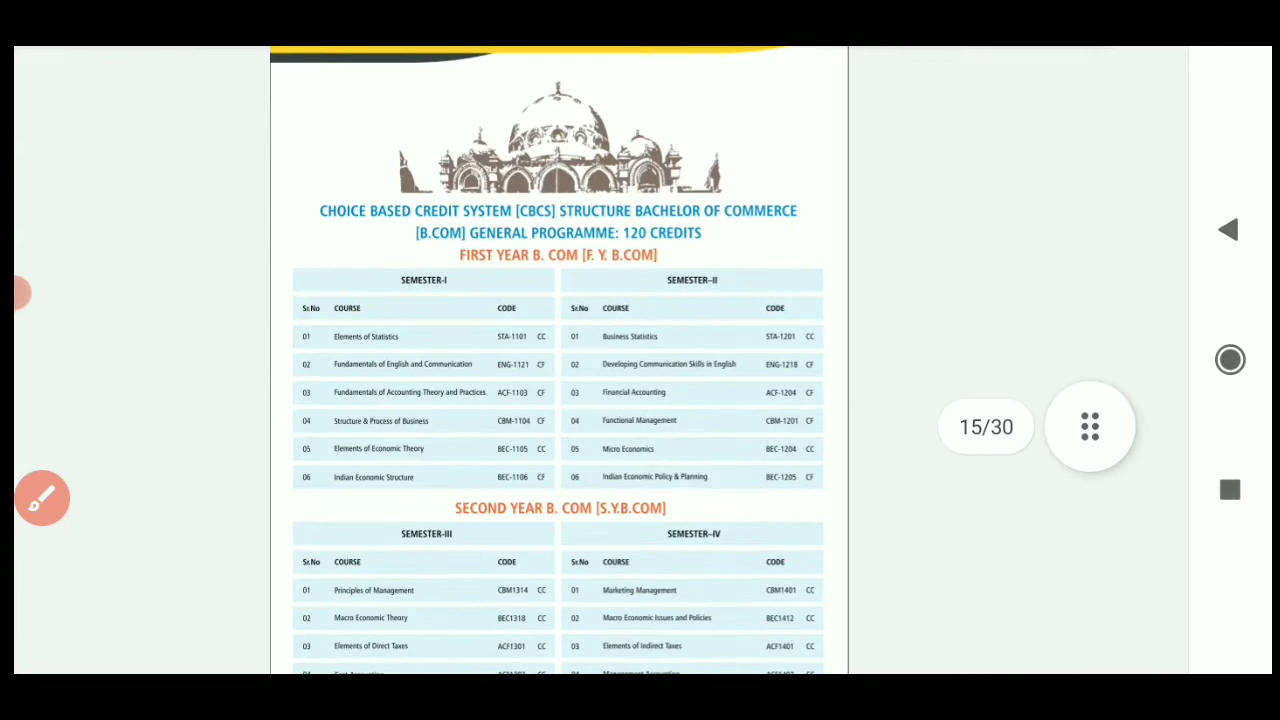 CHOICE BASED CREDIT SYSTEM [CBCS] STRUCTURE BACHELOR OF COMMERCE
[B.COM] GENERAL PROGRAMME: 120 CREDITS
FIRST YEAR B. COM [F. Y. B.COM]
SEMESTER-I SEMESTER–II
Sr.No COURSE CODE Sr.No COURSE CODE
01 Elements of Statistics STA-1101 CC 01 Business Statistics STA-1201 CC
02 Fundamentals of English and Communication ENG-1121 CF 02 Developing Communication Skills in English ENG-1218 CF
03 Fundamentals of Accounting Theory and Practices ACF-1103 CF 03 Financial Accounting ACF-1204 CF
04 Structure & Process of Business CBM-1104 CF 04 Functional Management CBM-1201 CF
05 Elements of Economic Theory BEC-1105 CC 05 Micro Economics BEC-1204 CC
06 Indian Economic Structure BEC-1106 CF 06 Indian Economic Policy & Planning BEC-1205 CF
15/30
SECOND YEAR B. COM [S.Y.B.COM]
SEMESTER-III SEMESTER–IV
Sr.No COURSE CODE Sr.No COURSE CODE
01 Principles of Management CBM1314 CC 01 Marketing Management CBM1401 CC
02 Macro Economic Theory BEC1318 CC 02 Macro Economic Issues and Policies BEC1412 CC
03 Elements of Direct Taxes ACF1301 CC 03 Elements of Indirect Taxes ACF1401 CC